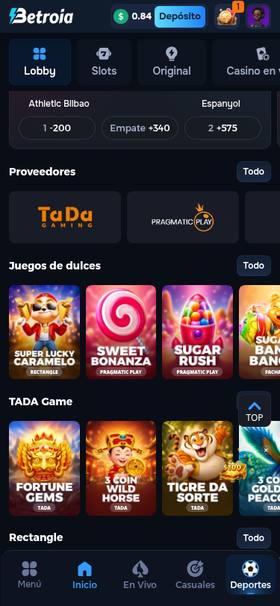 Betroia
$ 0.84 Depósito
1
Lobby
Slots
Original
Casino en
Athletic Bilbao
Espanyol
1 -200
Empate +340
2 +575
Proveedores
Todo
TaDa
GAMING
PRAGMATIC PLAY
Juegos de dulces
Todo
SUPER LUCKY
CARAMELO
RECTANGLE
SWEET
BONANZA
PRAGMATIC PLAY
SUGAR
RUSH
PRAGMATIC PLAY
TADA Game
TOP
FORTUNE
GEMS
TADA
3 COIN
WILD
HORSE
TADA
TIGRE DA
SORTE
TADA
3 CO
Rectangle
Todo
Menú
Inicio
En Vivo
Casuales
Deportes